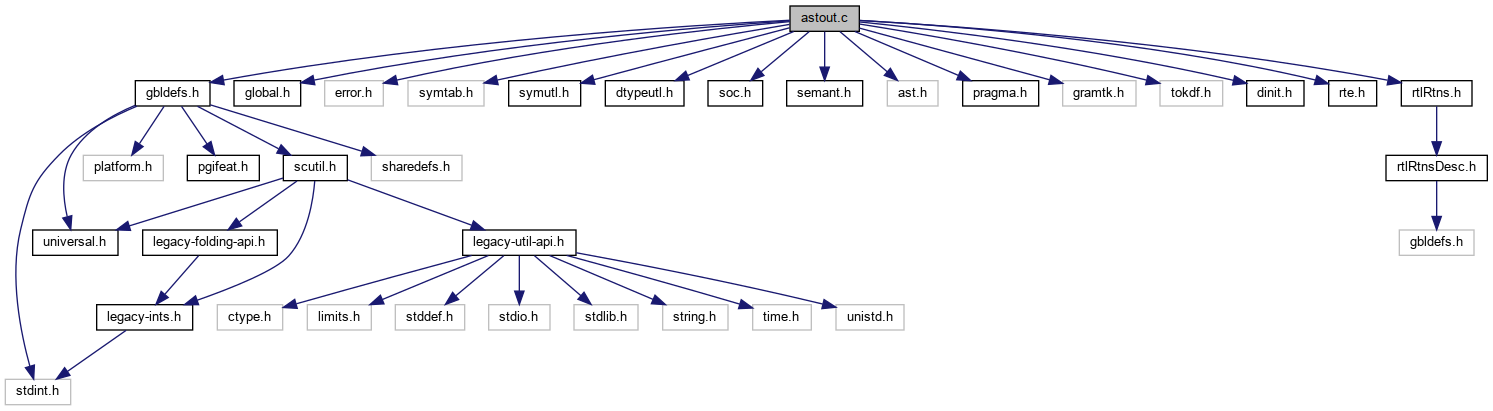 astout.c
gbldefs.h
global.h
error.h
symtab.h
symutl.h
dtypeutl.h
soc.h
semant.h
ast.h
pragma.h
gramtk.h
tokdf.h
dinit.h
rte.h
rtlRtns.h
platform.h
pgifeat.h
scutil.h
sharedefs.h
rtlRtnsDesc.h
universal.h
legacy-folding-api.h
legacy-util-api.h
gbldefs.h
legacy-ints.h
ctype.h
limits.h
stddef.h
stdio.h
stdlib.h
string.h
time.h
unistd.h
stdint.h